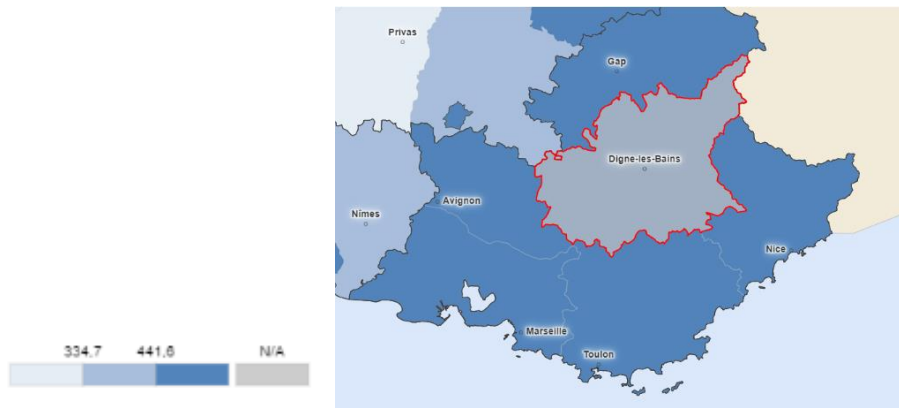 Privas
Gap
Digne-les-Bains
Avignon
Nîmes
Nice
Marseille
Toulon
334.7 441.6 N/A